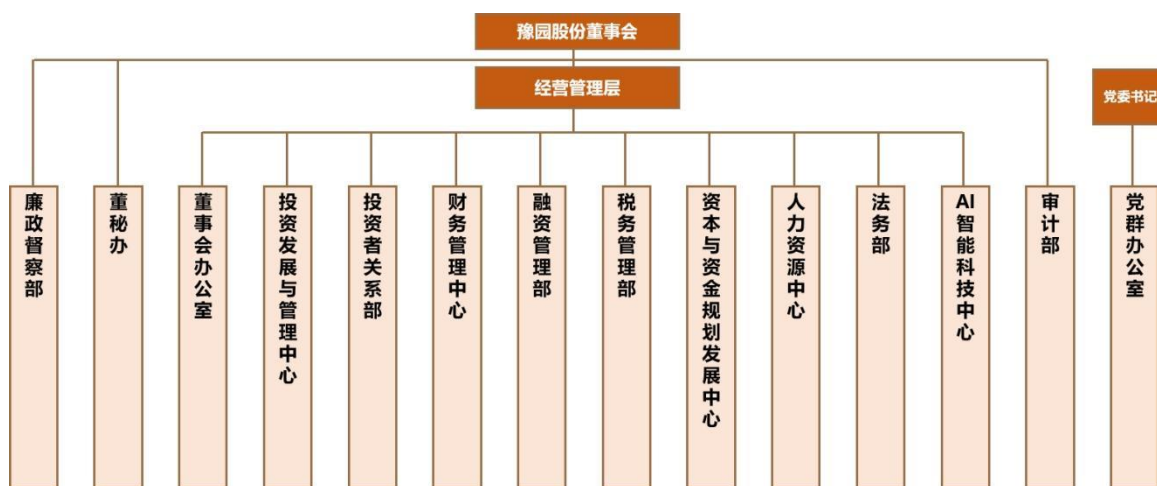 豫园股份董事会
经营管理层
党委书记
廉政督察部
董秘办
董事会办公室
投资发展与管理中心
投资者关系部
财务管理中心
融资管理部
税务管理部
资本与资金规划发展中心
人力资源中心
法务部
AI智能科技中心
审计部
党群办公室